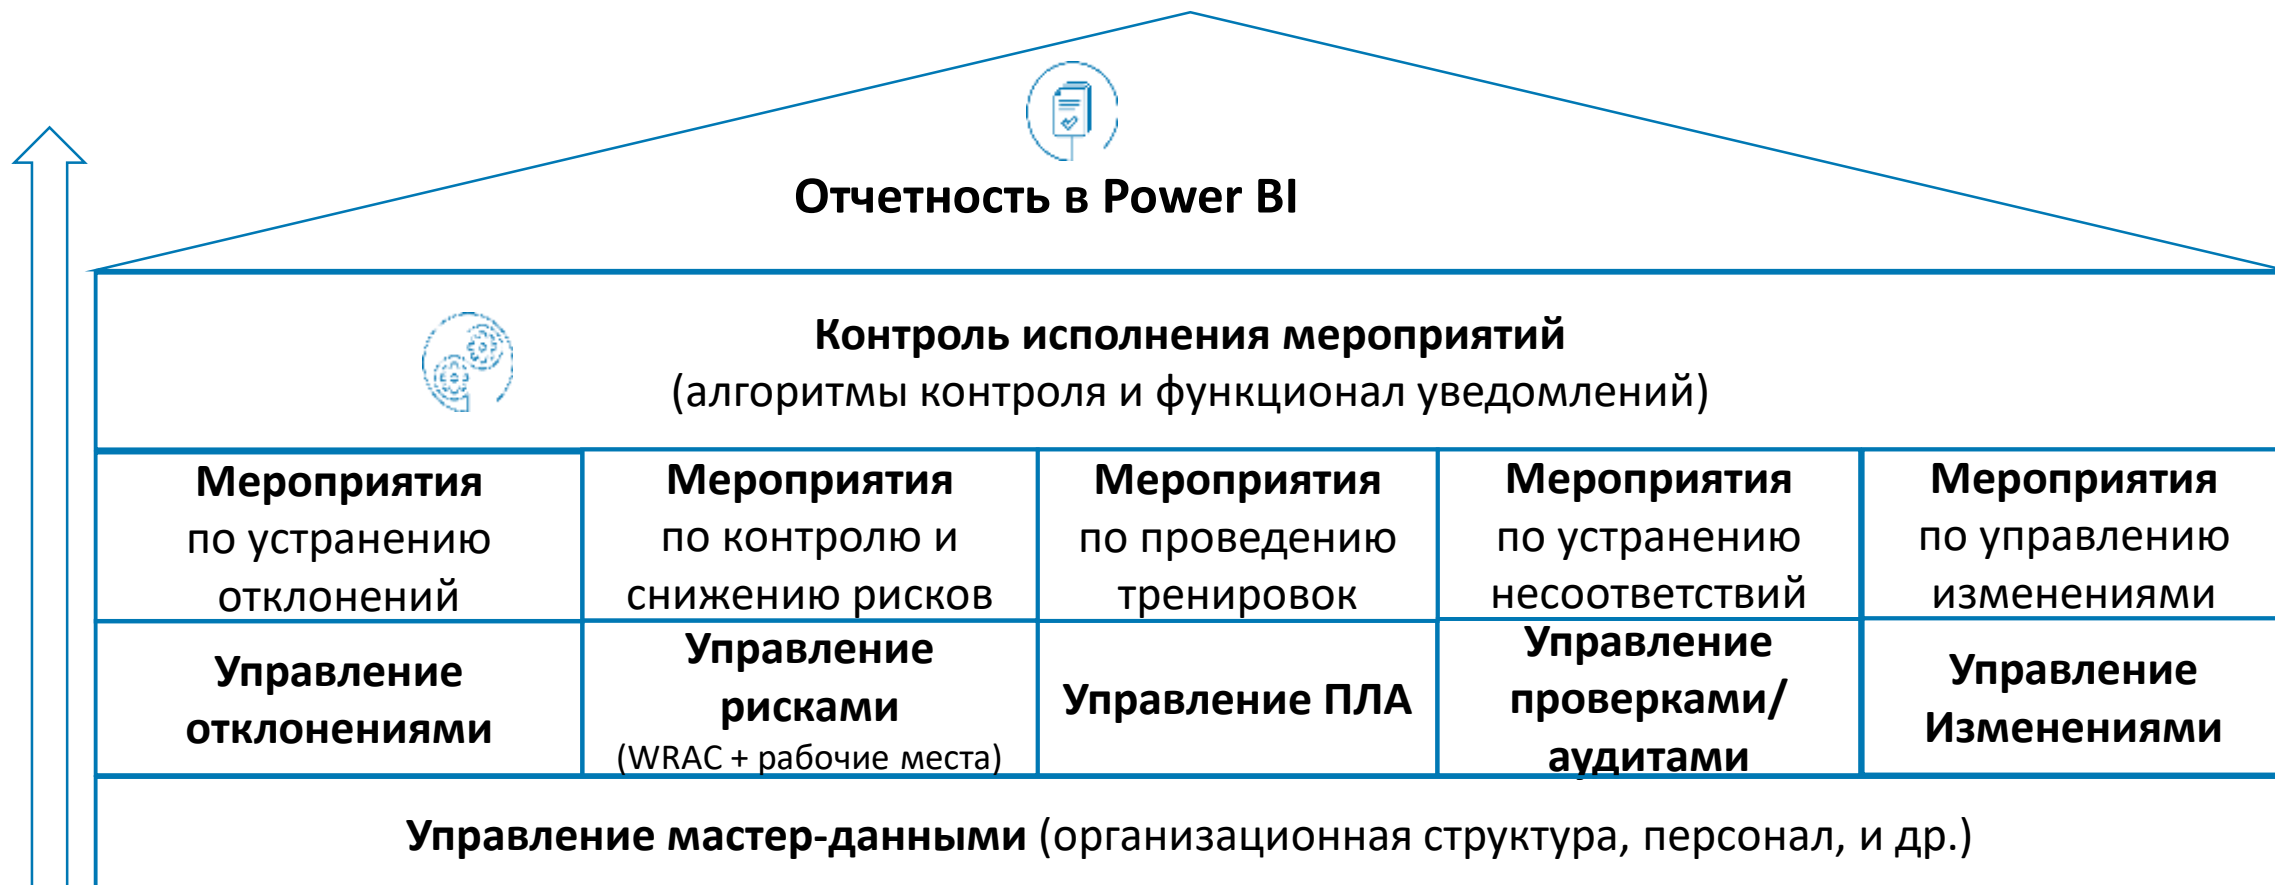 Отчетность в Power BI
Контроль исполнения мероприятий
(алгоритмы контроля и функционал уведомлений)
Мероприятия
по устранению
отклонений
Мероприятия
по контролю и
снижению рисков
Мероприятия
по проведению
тренировок
Мероприятия
по устранению
несоответствий
Мероприятия
по управлению
изменениями
Управление
отклонениями
Управление
рисками
(WRAC + рабочие места)
Управление ПЛА
Управление
проверками/
аудитами
Управление
Изменениями
Управление мастер-данными (организационная структура, персонал, и др.)